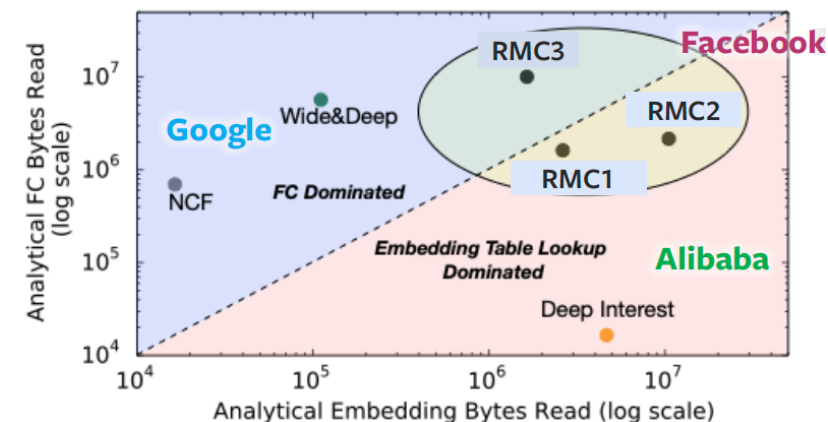 Analytical FC Bytes Read
(log scale)
10⁷
10⁶
10⁵
10⁴
Facebook
RMC3
RMC2
Wide&Deep
Google
RMC1
NCF
FC Dominated
Embedding Table Lookup
Dominated
Alibaba
Deep Interest
10⁴
10⁵
10⁶
10⁷
Analytical Embedding Bytes Read (log scale)